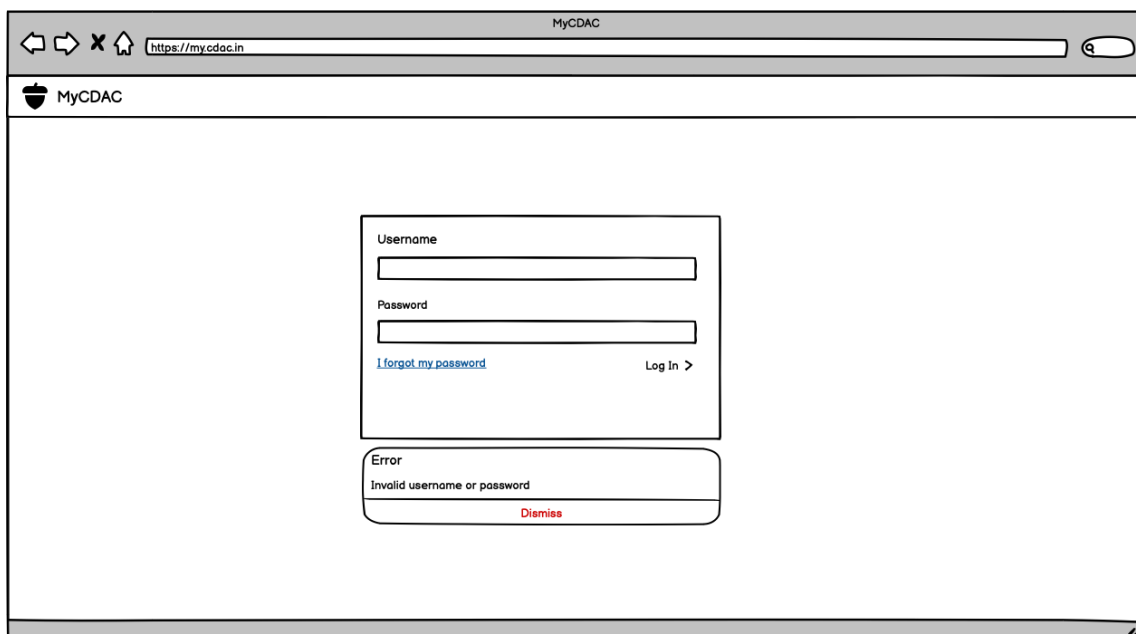 MyCDAC
https://my.cdac.in
MyCDAC
Username
Password
I forgot my password
Log In
Error
Invalid username or password
Dismiss